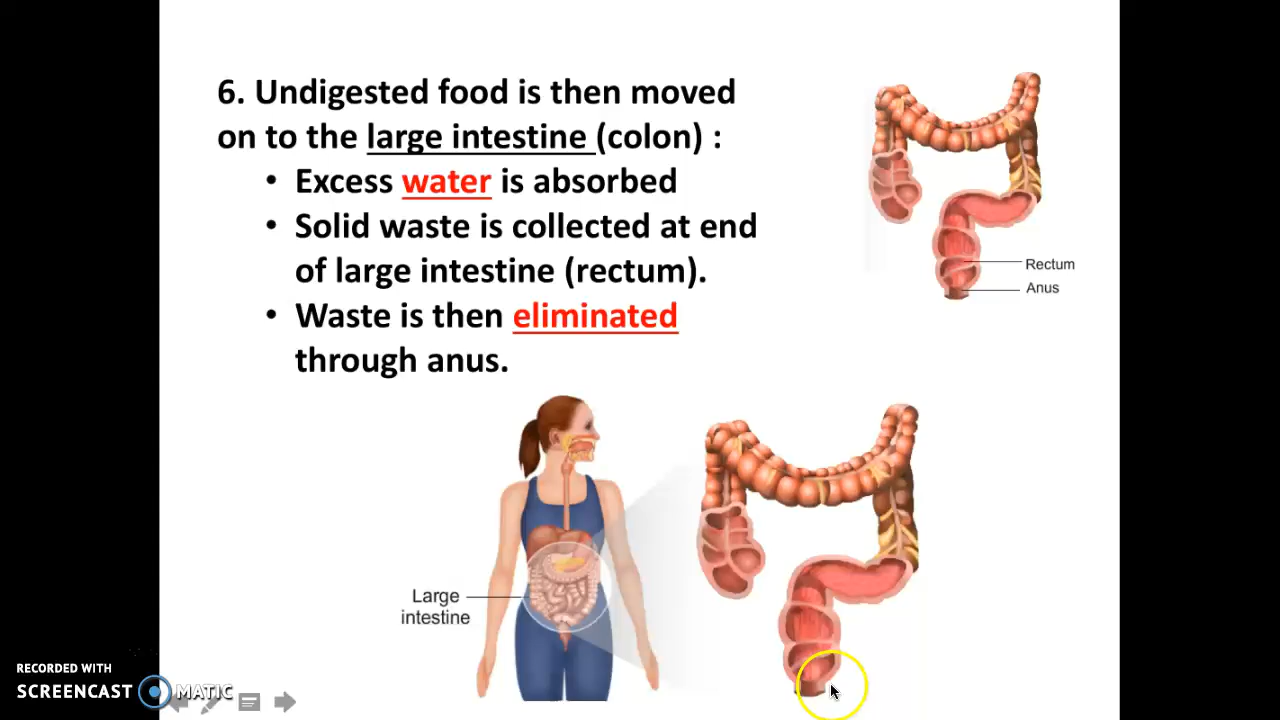 6. Undigested food is then moved
on to the large intestine (colon) :
• Excess water is absorbed
• Solid waste is collected at end
of large intestine (rectum).
• Waste is then eliminated
through anus.
Rectum
Anus
Large
intestine
RECORDED WITH
SCREENCAST MATIC